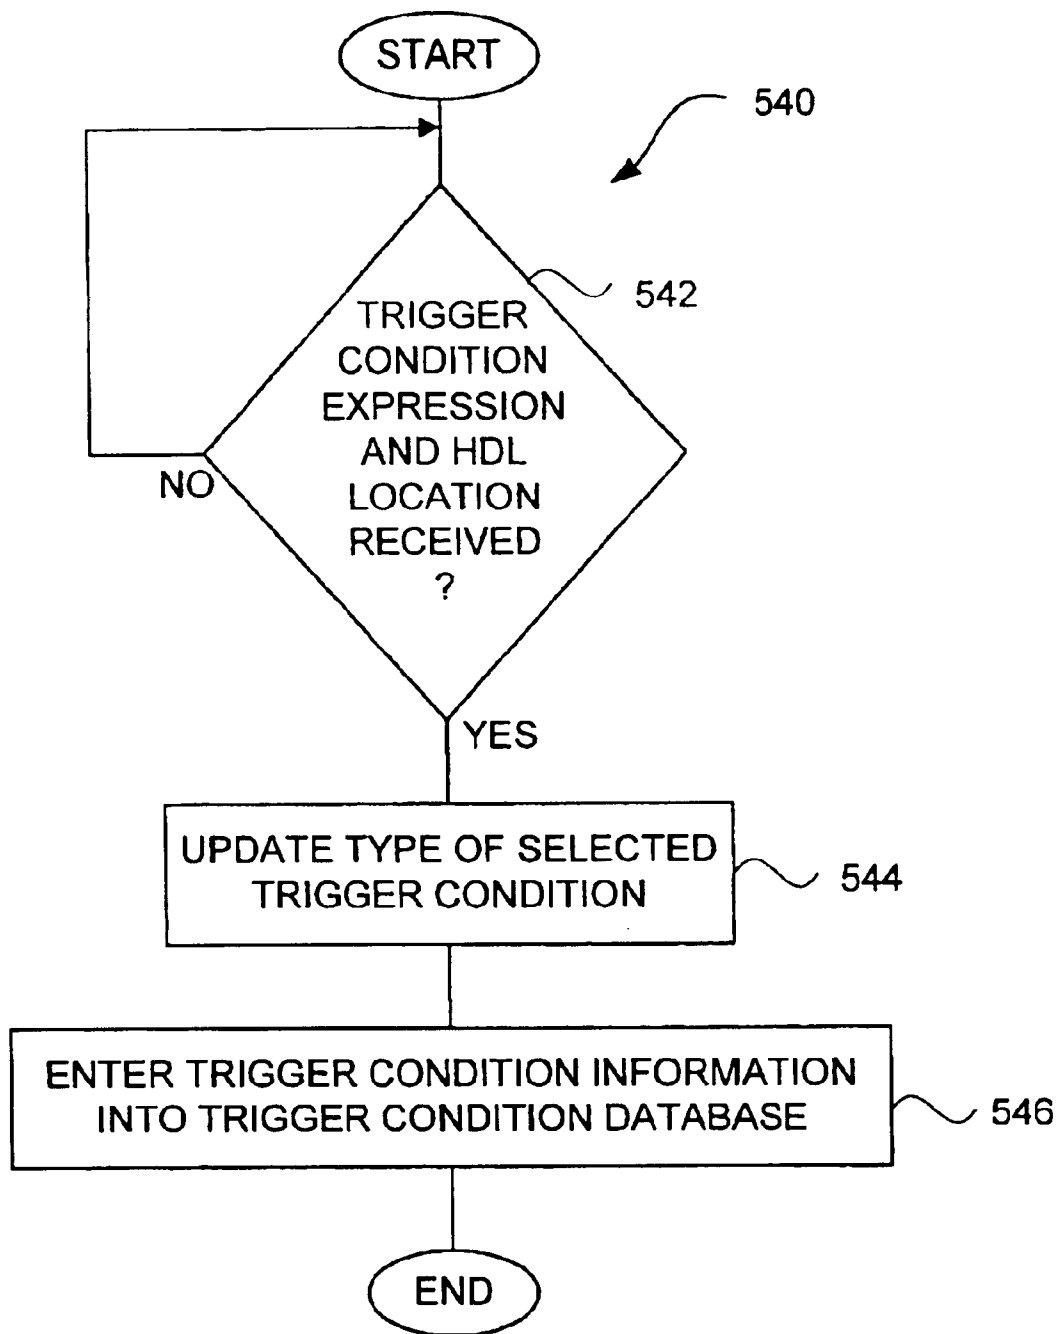 START
540
542
TRIGGER
CONDITION
EXPRESSION
AND HDL
LOCATION
RECEIVED
?
NO
YES
UPDATE TYPE OF SELECTED
TRIGGER CONDITION
544
ENTER TRIGGER CONDITION INFORMATION
INTO TRIGGER CONDITION DATABASE
546
END